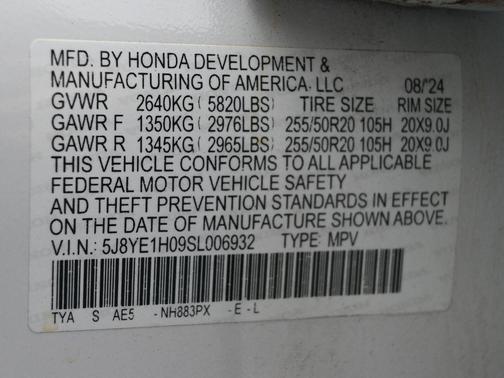 MFD. BY HONDA DEVELOPMENT &
MANUFACTURING OF AMERICA, LLC 08/'24
GVWR 2640KG ( 5820LBS) TIRE SIZE RIM SIZE
GAWR F 1350KG ( 2976LBS) 255/50R20 105H 20X9.0J
GAWR R 1345KG ( 2965LBS) 255/50R20 105H 20X9.0J
THIS VEHICLE CONFORMS TO ALL APPLICABLE
FEDERAL MOTOR VEHICLE SAFETY
AND THEFT PREVENTION STANDARDS IN EFFECT
ON THE DATE OF MANUFACTURE SHOWN ABOVE.
V.I.N.: 5J8YE1H09SL006932 TYPE: MPV
TYA S AE5 - NH883PX - E - L